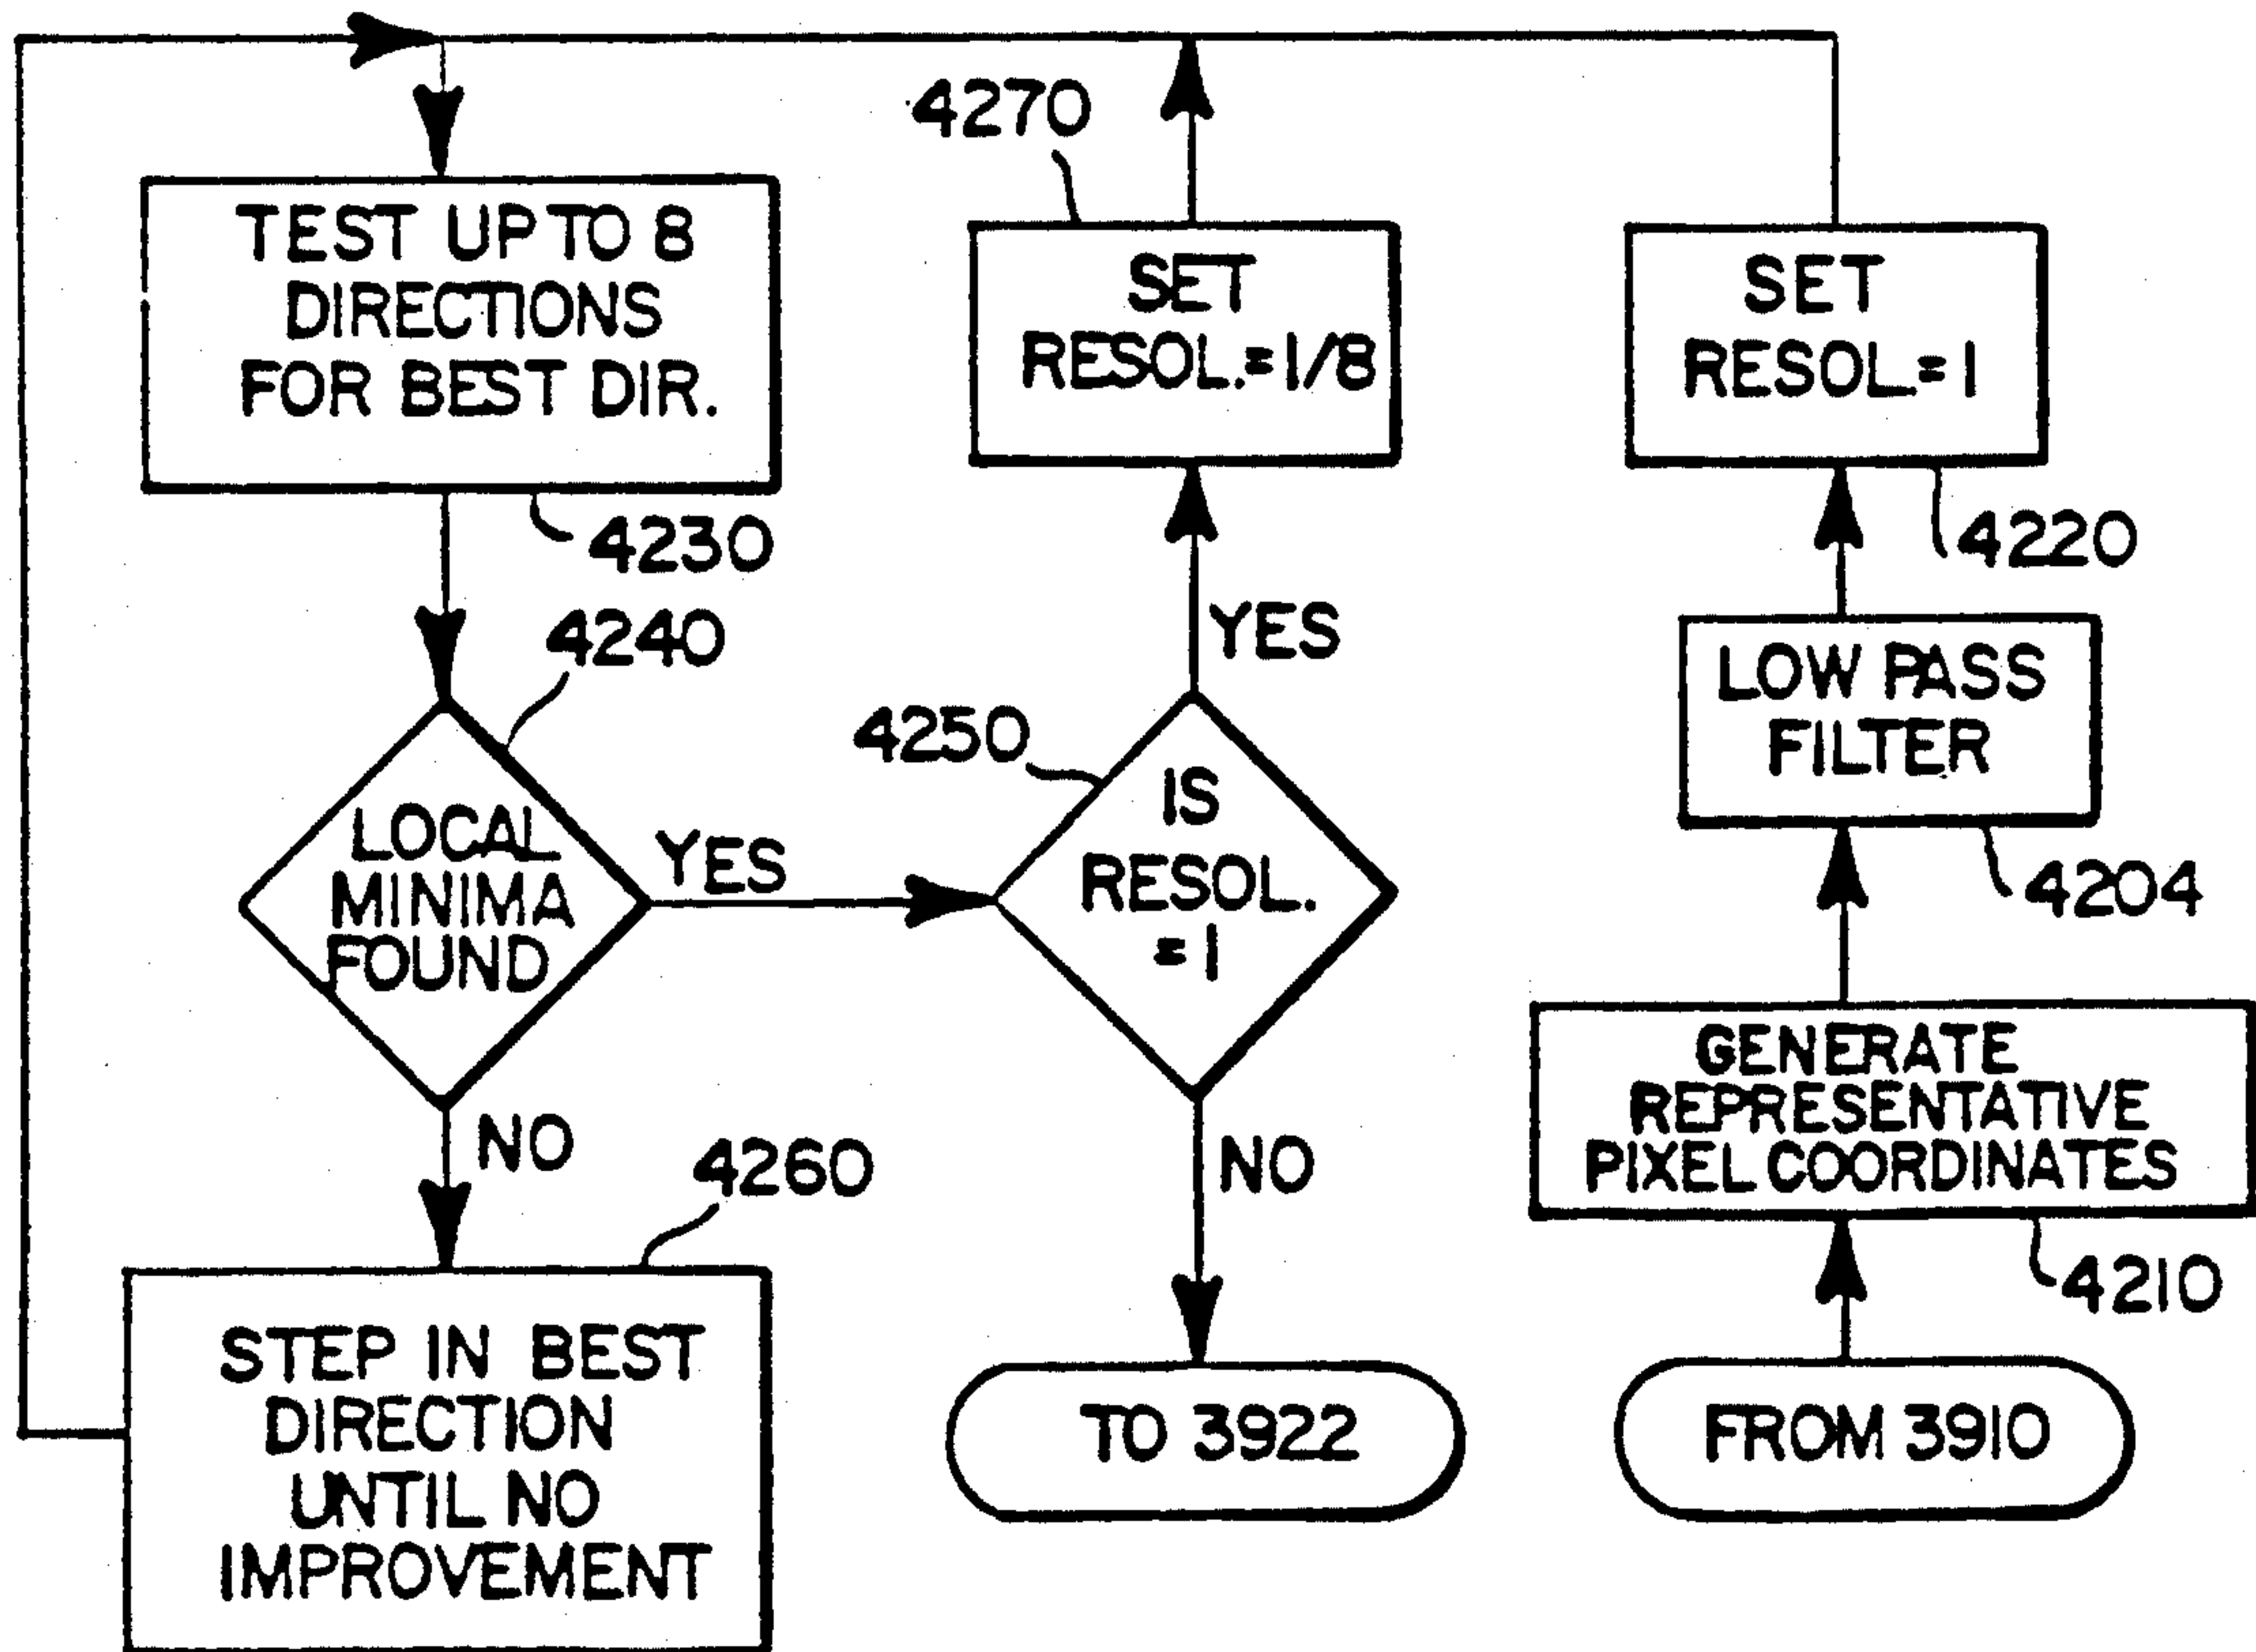 4270
TEST UP TO 8
DIRECTIONS
FOR BEST DIR.
4230
SET
RESOL.=1/8
SET
RESOL.=1
4220
4240
YES
LOW PASS
FILTER
4204
4250
LOCAL
MINIMA
FOUND
YES
IS
RESOL.
=1
GENERATE
REPRESENTATIVE
PIXEL COORDINATES
4210
NO
4260
NO
STEP IN BEST
DIRECTION
UNTIL NO
IMPROVEMENT
TO 3922
FROM 3910